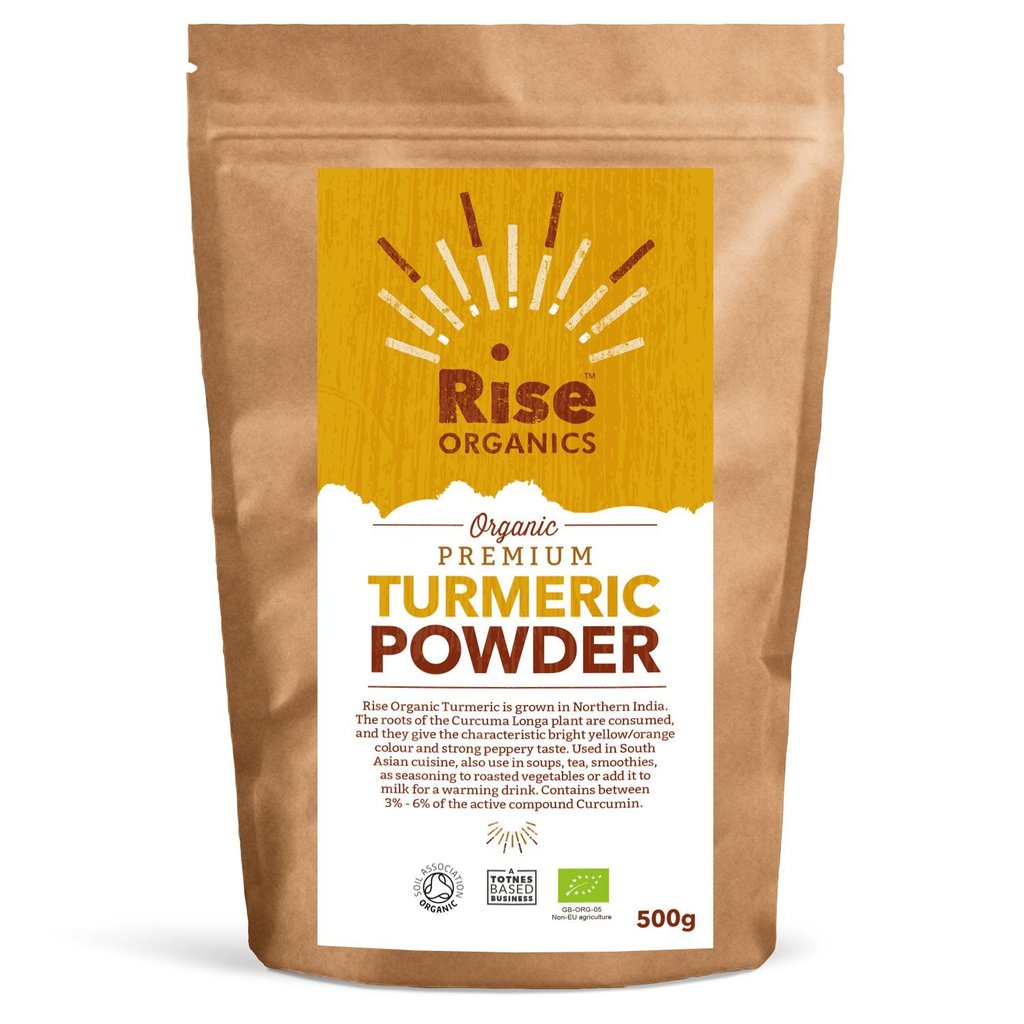 Rise™
ORGANICS
Organic
PREMIUM
TURMERIC
POWDER
Rise Organic Turmeric is grown in Northern India.
The roots of the Curcuma Longa plant are consumed,
and they give the characteristic bright yellow/orange
colour and strong peppery taste. Used in South
Asian cuisine, also use in soups, tea, smoothies,
as seasoning to roasted vegetables or add it to
milk for a warming drink. Contains between
3% - 6% of the active compound Curcumin.
SOIL ASSOCIATION
ORGANIC
A
TOTNES
BASED
BUSINESS
GB-ORG-05
Non-EU agriculture
500g